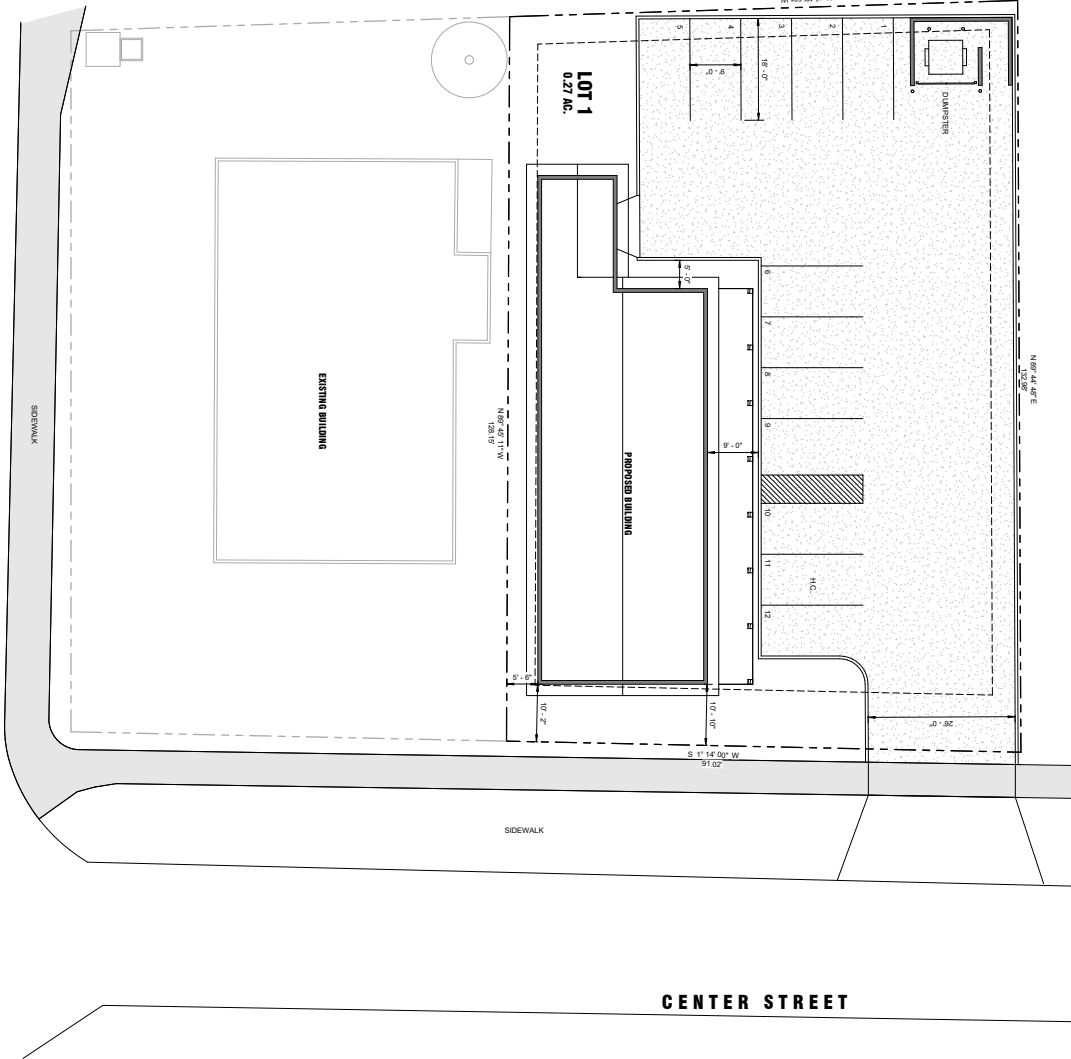 5
4
3
2
1
18' - 0"
9' - 0"
DUMPSTER
LOT 1
0.27 AC.
5' - 0"
6
7
8
9
10
11
12
H.C.
N 89° 44' 48" E
132.98'
EXISTING BUILDING
N 89° 45' 11" W
128.15'
PROPOSED BUILDING
9' - 0"
SIDEWALK
5' - 6"
10' - 2"
10' - 10"
26' - 0"
S 1° 14' 00" W
91.02'
SIDEWALK
CENTER STREET